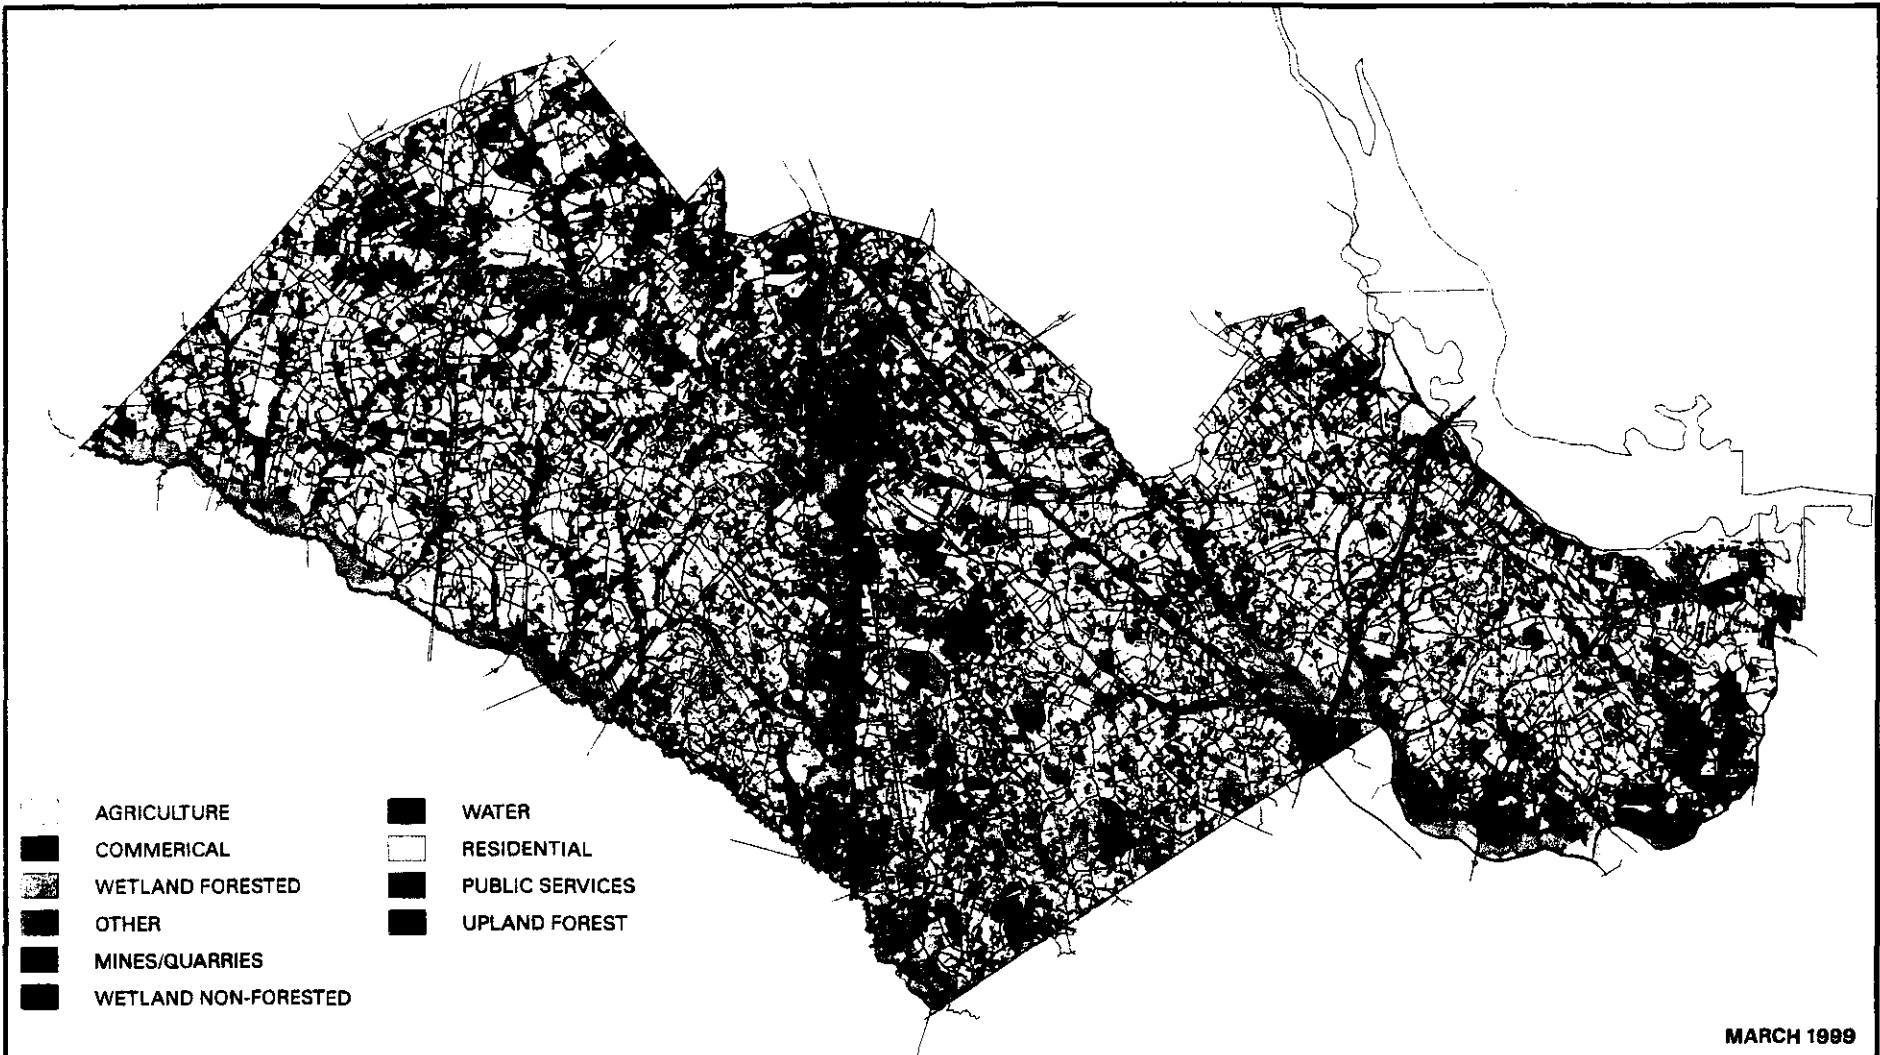 AGRICULTURE
COMMERICAL
WETLAND FORESTED
OTHER
MINES/QUARRIES
WETLAND NON-FORESTED
WATER
RESIDENTIAL
PUBLIC SERVICES
UPLAND FOREST
MARCH 1999